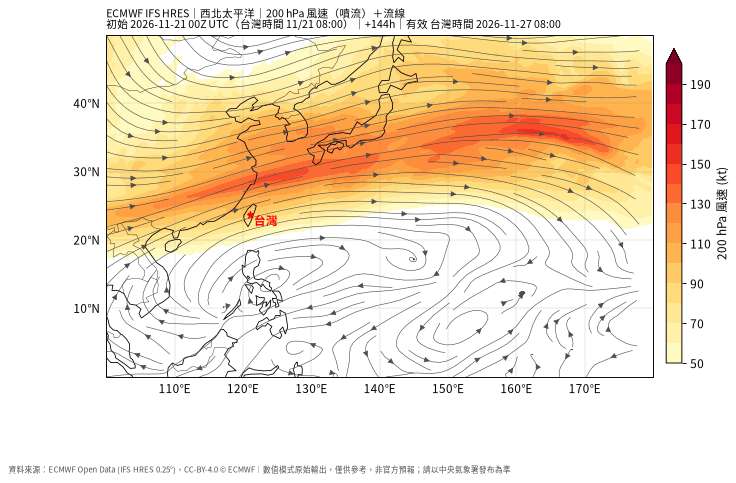 ECMWF IFS HRES｜西北太平洋｜200 hPa 風速（噴流）＋流線
初始 2026-11-21 00Z UTC（台灣時間 11/21 08:00）｜+144h｜有效 台灣時間 2026-11-27 08:00
40°N
30°N
20°N
10°N
台灣
110°E 120°E 130°E 140°E 150°E 160°E 170°E
190
170
150
130
110
90
70
50
200 hPa 風速 (kt)
資料來源：ECMWF Open Data (IFS HRES 0.25°)，CC-BY-4.0 © ECMWF｜數值模式原始輸出，僅供參考，非官方預報；請以中央氣象署發布為準